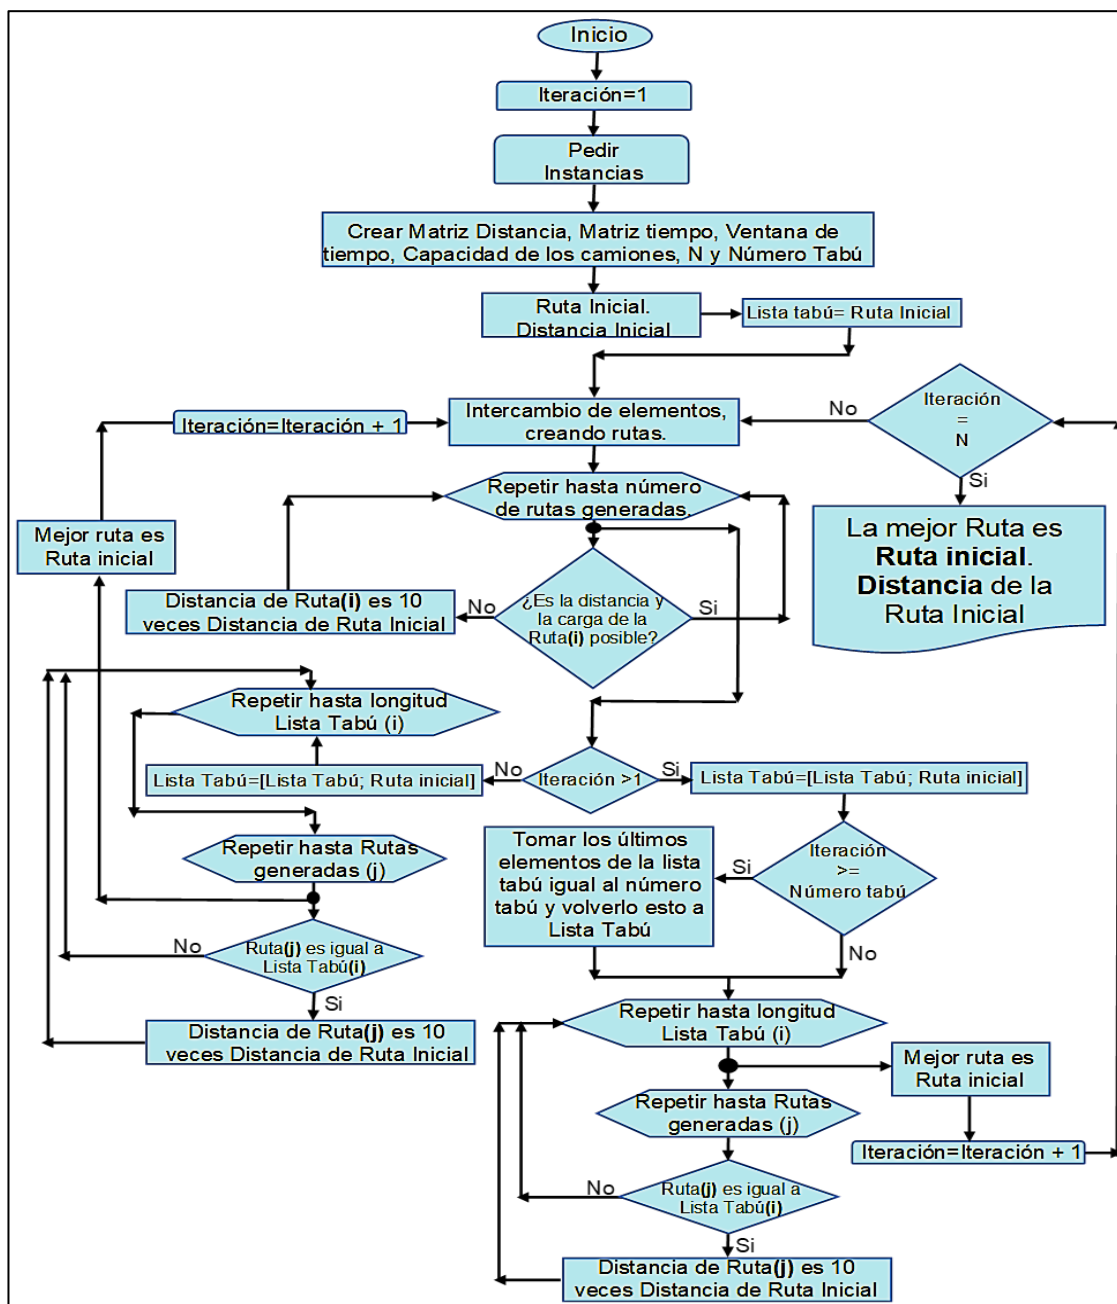 Inicio
Iteración=1
Pedir
Instancias
Crear Matriz Distancia, Matriz tiempo, Ventana de
tiempo, Capacidad de los camiones, N y Número Tabú
Ruta Inicial.
Distancia Inicial
Lista tabú= Ruta Inicial
Iteración
=
N
No
Si
Iteración=Iteración + 1
Intercambio de elementos,
creando rutas.
Repetir hasta número
de rutas generadas.
La mejor Ruta es
Ruta inicial.
Distancia de la
Ruta Inicial
Mejor ruta es
Ruta inicial
Distancia de Ruta(i) es 10
veces Distancia de Ruta Inicial
No
¿Es la distancia y
la carga de la
Ruta(i) posible?
Si
Repetir hasta longitud
Lista Tabú (i)
Lista Tabú=[Lista Tabú; Ruta inicial]
No
Iteración >1
Si
Lista Tabú=[Lista Tabú; Ruta inicial]
Repetir hasta Rutas
generadas (j)
Tomar los últimos
elementos de la lista
tabú igual al número
tabú y volverlo esto a
Lista Tabú
Si
Iteración
>=
Número tabú
No
No
Ruta(j) es igual a
Lista Tabú(i)
Si
Distancia de Ruta(j) es 10
veces Distancia de Ruta Inicial
Repetir hasta longitud
Lista Tabú (i)
Mejor ruta es
Ruta inicial
Repetir hasta Rutas
generadas (j)
Iteración=Iteración + 1
No
Ruta(j) es igual a
Lista Tabú(i)
Si
Distancia de Ruta(j) es 10
veces Distancia de Ruta Inicial